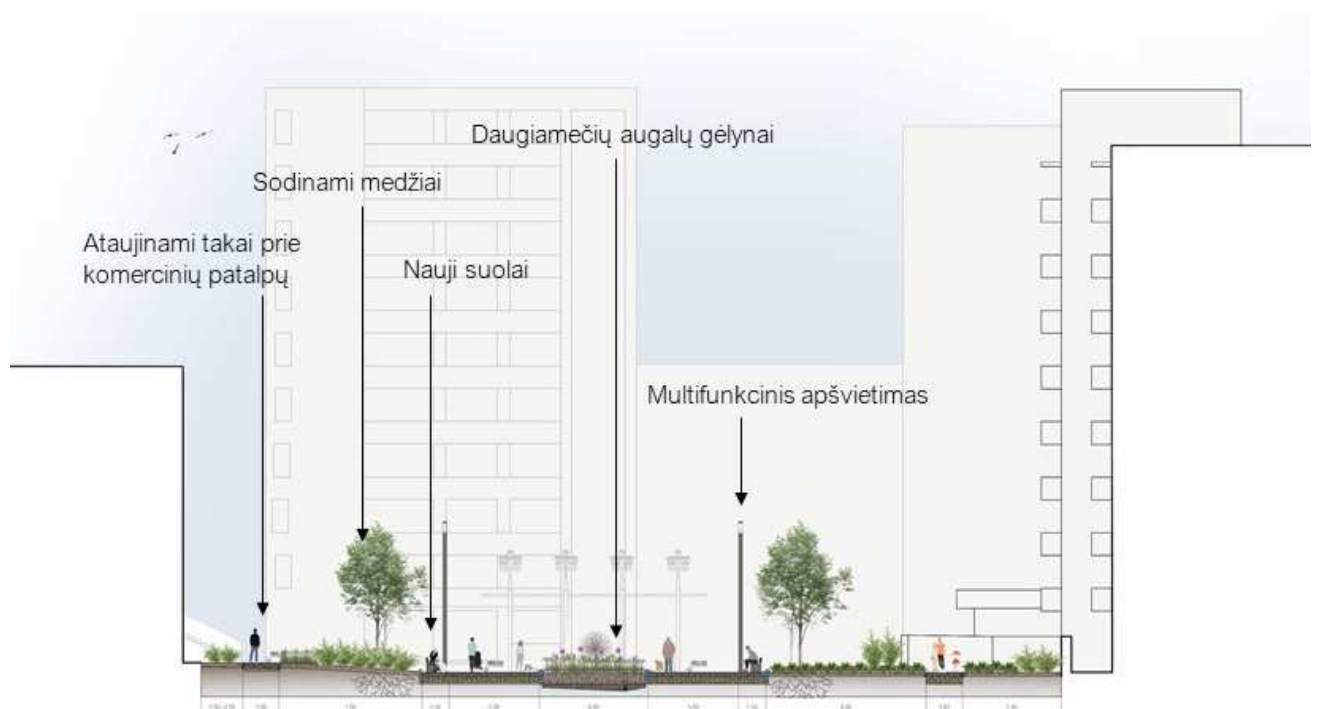 Daugiamečių augalų gėlynai
Sodinami medžiai
Ataujinami takai prie
komercinių patalpų
Nauji suolai
Multifunkcinis apšvietimas